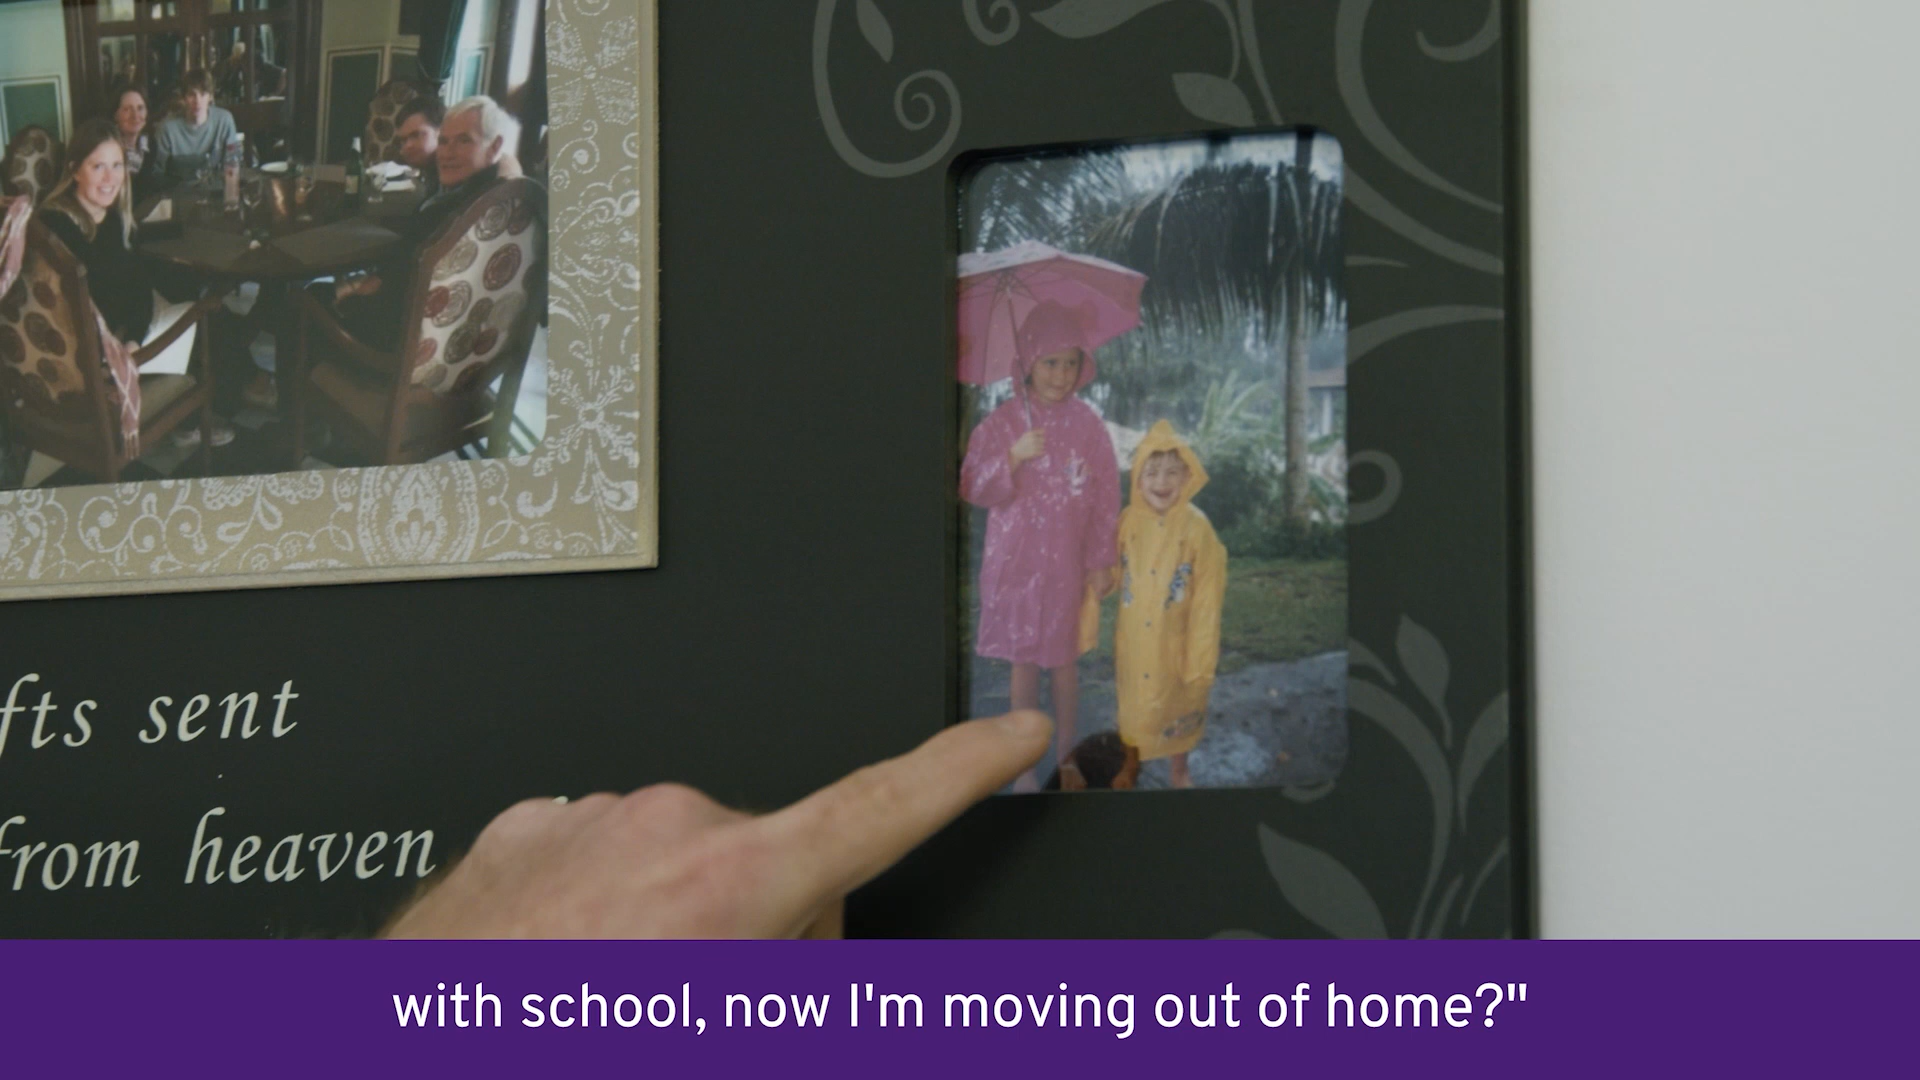 fts sent
from heaven
with school, now I'm moving out of home?"